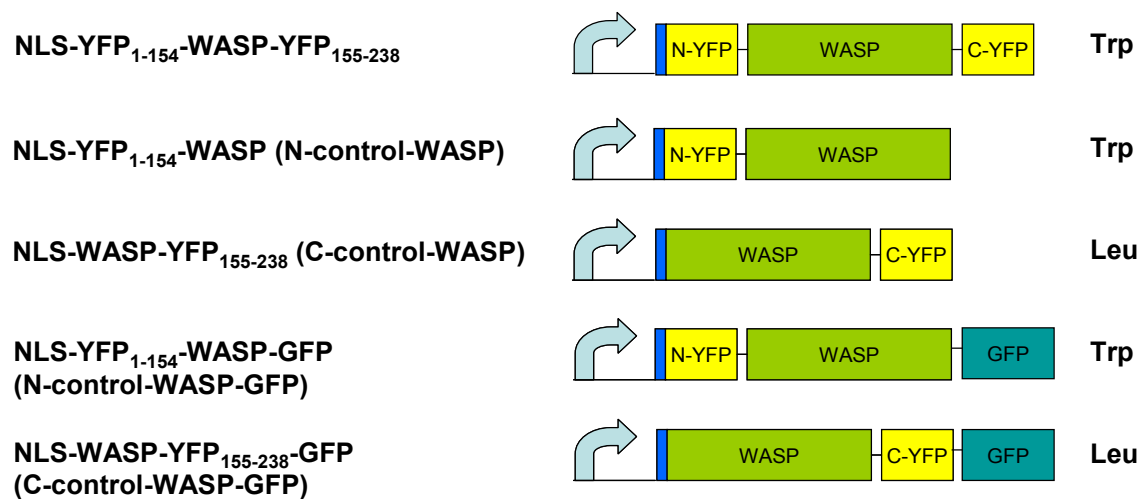 NLS-YFP1-154-WASP-YFP155-238 N-YFP WASP C-YFP Trp
NLS-YFP1-154-WASP (N-control-WASP) N-YFP WASP Trp
NLS-WASP-YFP155-238 (C-control-WASP) WASP C-YFP Leu
NLS-YFP1-154-WASP-GFP N-YFP WASP GFP Trp
(N-control-WASP-GFP)
NLS-WASP-YFP155-238-GFP WASP C-YFP GFP Leu
(C-control-WASP-GFP)